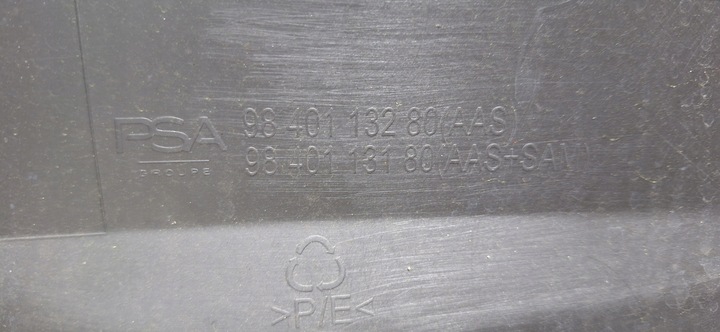 PSA
GROUPE
98 401 132 80(AAS)
98 401 131 80(AAS+SAM)
>P/E<